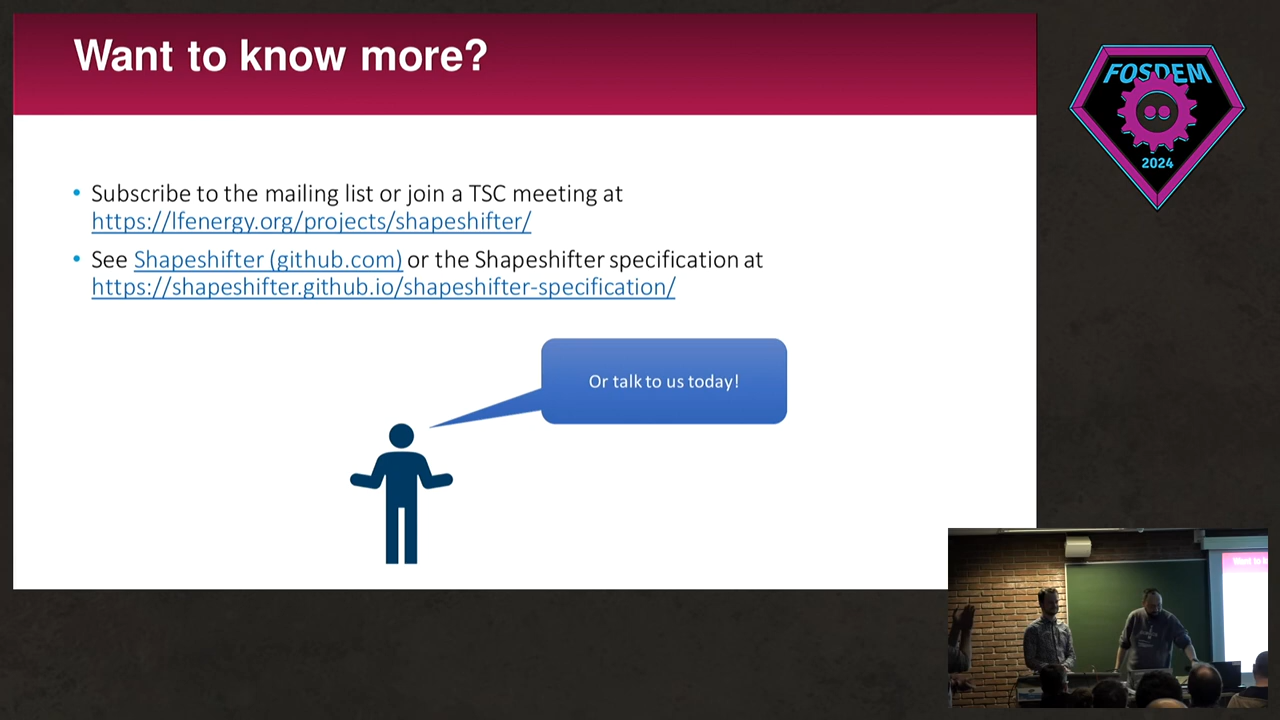 Want to know more?
FOSDEM
2024
• Subscribe to the mailing list or join a TSC meeting at
https://lfenergy.org/projects/shapeshifter/
• See Shapeshifter (github.com) or the Shapeshifter specification at
https://shapeshifter.github.io/shapeshifter-specification/
Or talk to us today!